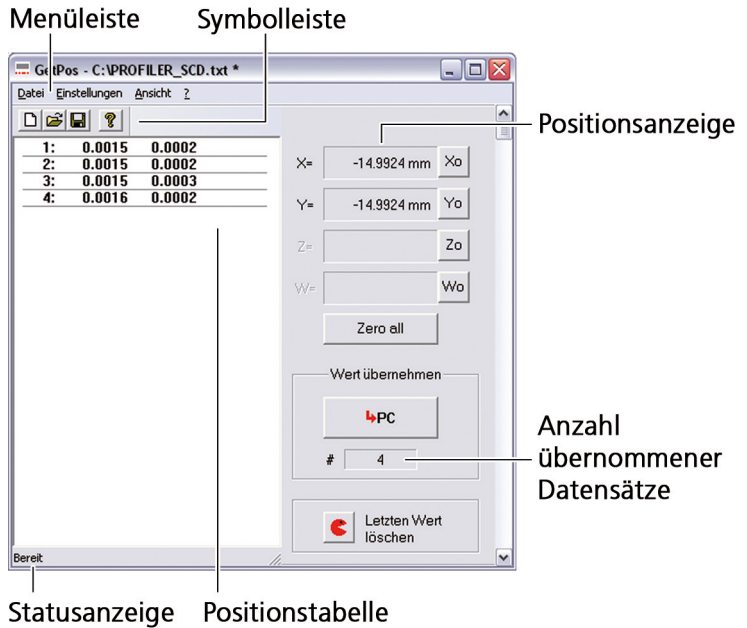 Menüleiste Symbolleiste
GetPos - C:\PROFILER_SCD.txt *
Datei Einstellungen Ansicht ?
Positionsanzeige
1: 0.0015 0.0002
2: 0.0015 0.0002
3: 0.0015 0.0003
4: 0.0016 0.0002
X= -14.9924 mm Xo
Y= -14.9924 mm Yo
Z= Zo
W= Wo
Zero all
Wert übernehmen
PC
# 4
Anzahl
übernommener
Datensätze
Letzten Wert
löschen
Bereit
Statusanzeige Positionstabelle